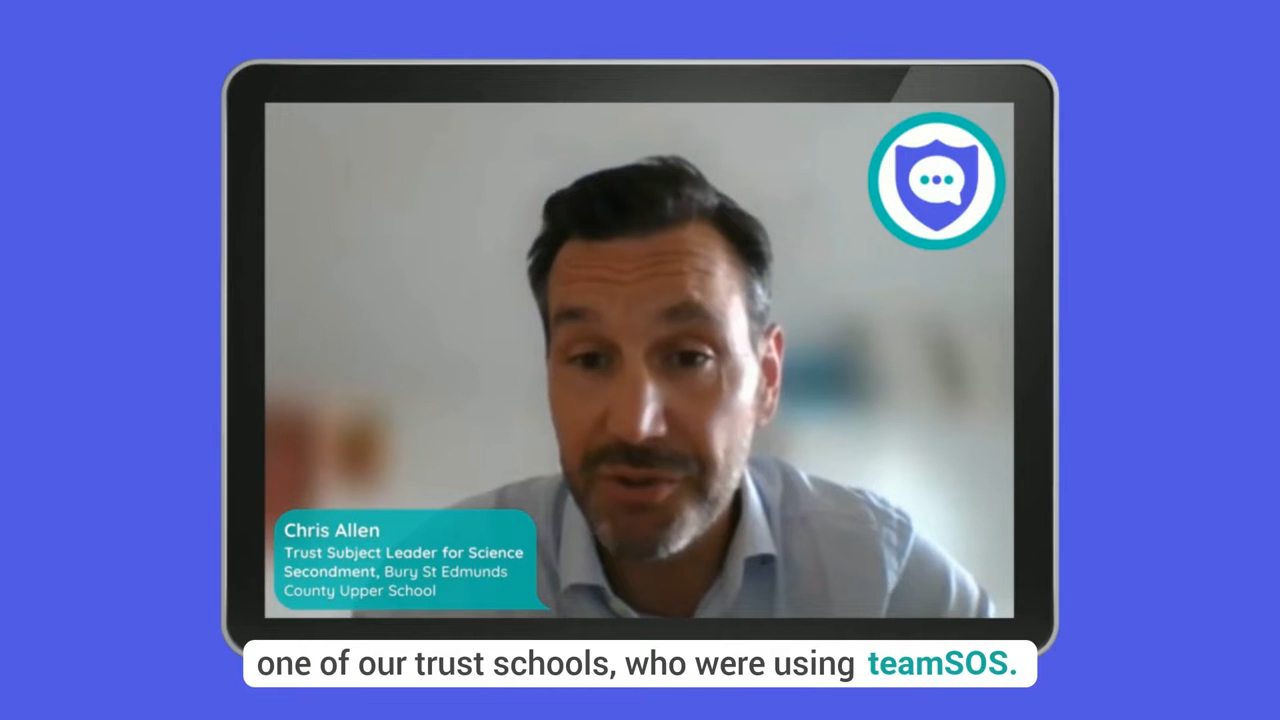 Chris Allen
Trust Subject Leader for Science
Secondment, Bury St Edmunds
County Upper School
one of our trust schools, who were using teamSOS.